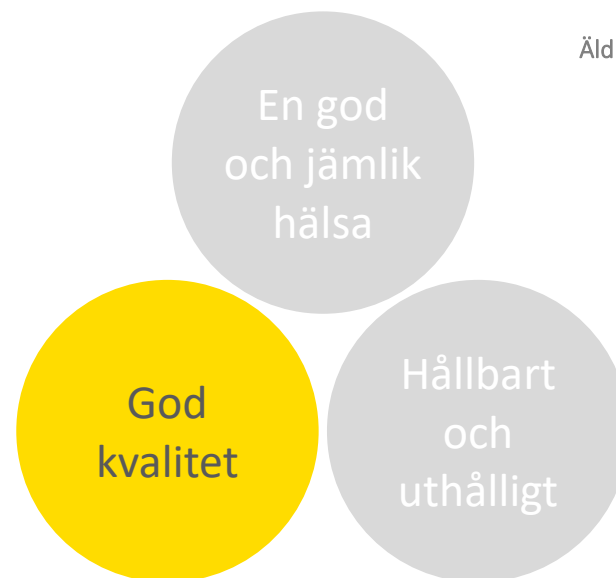 Äld
En god
och jämlik
hälsa
God
kvalitet
Hållbart
och
uthålligt